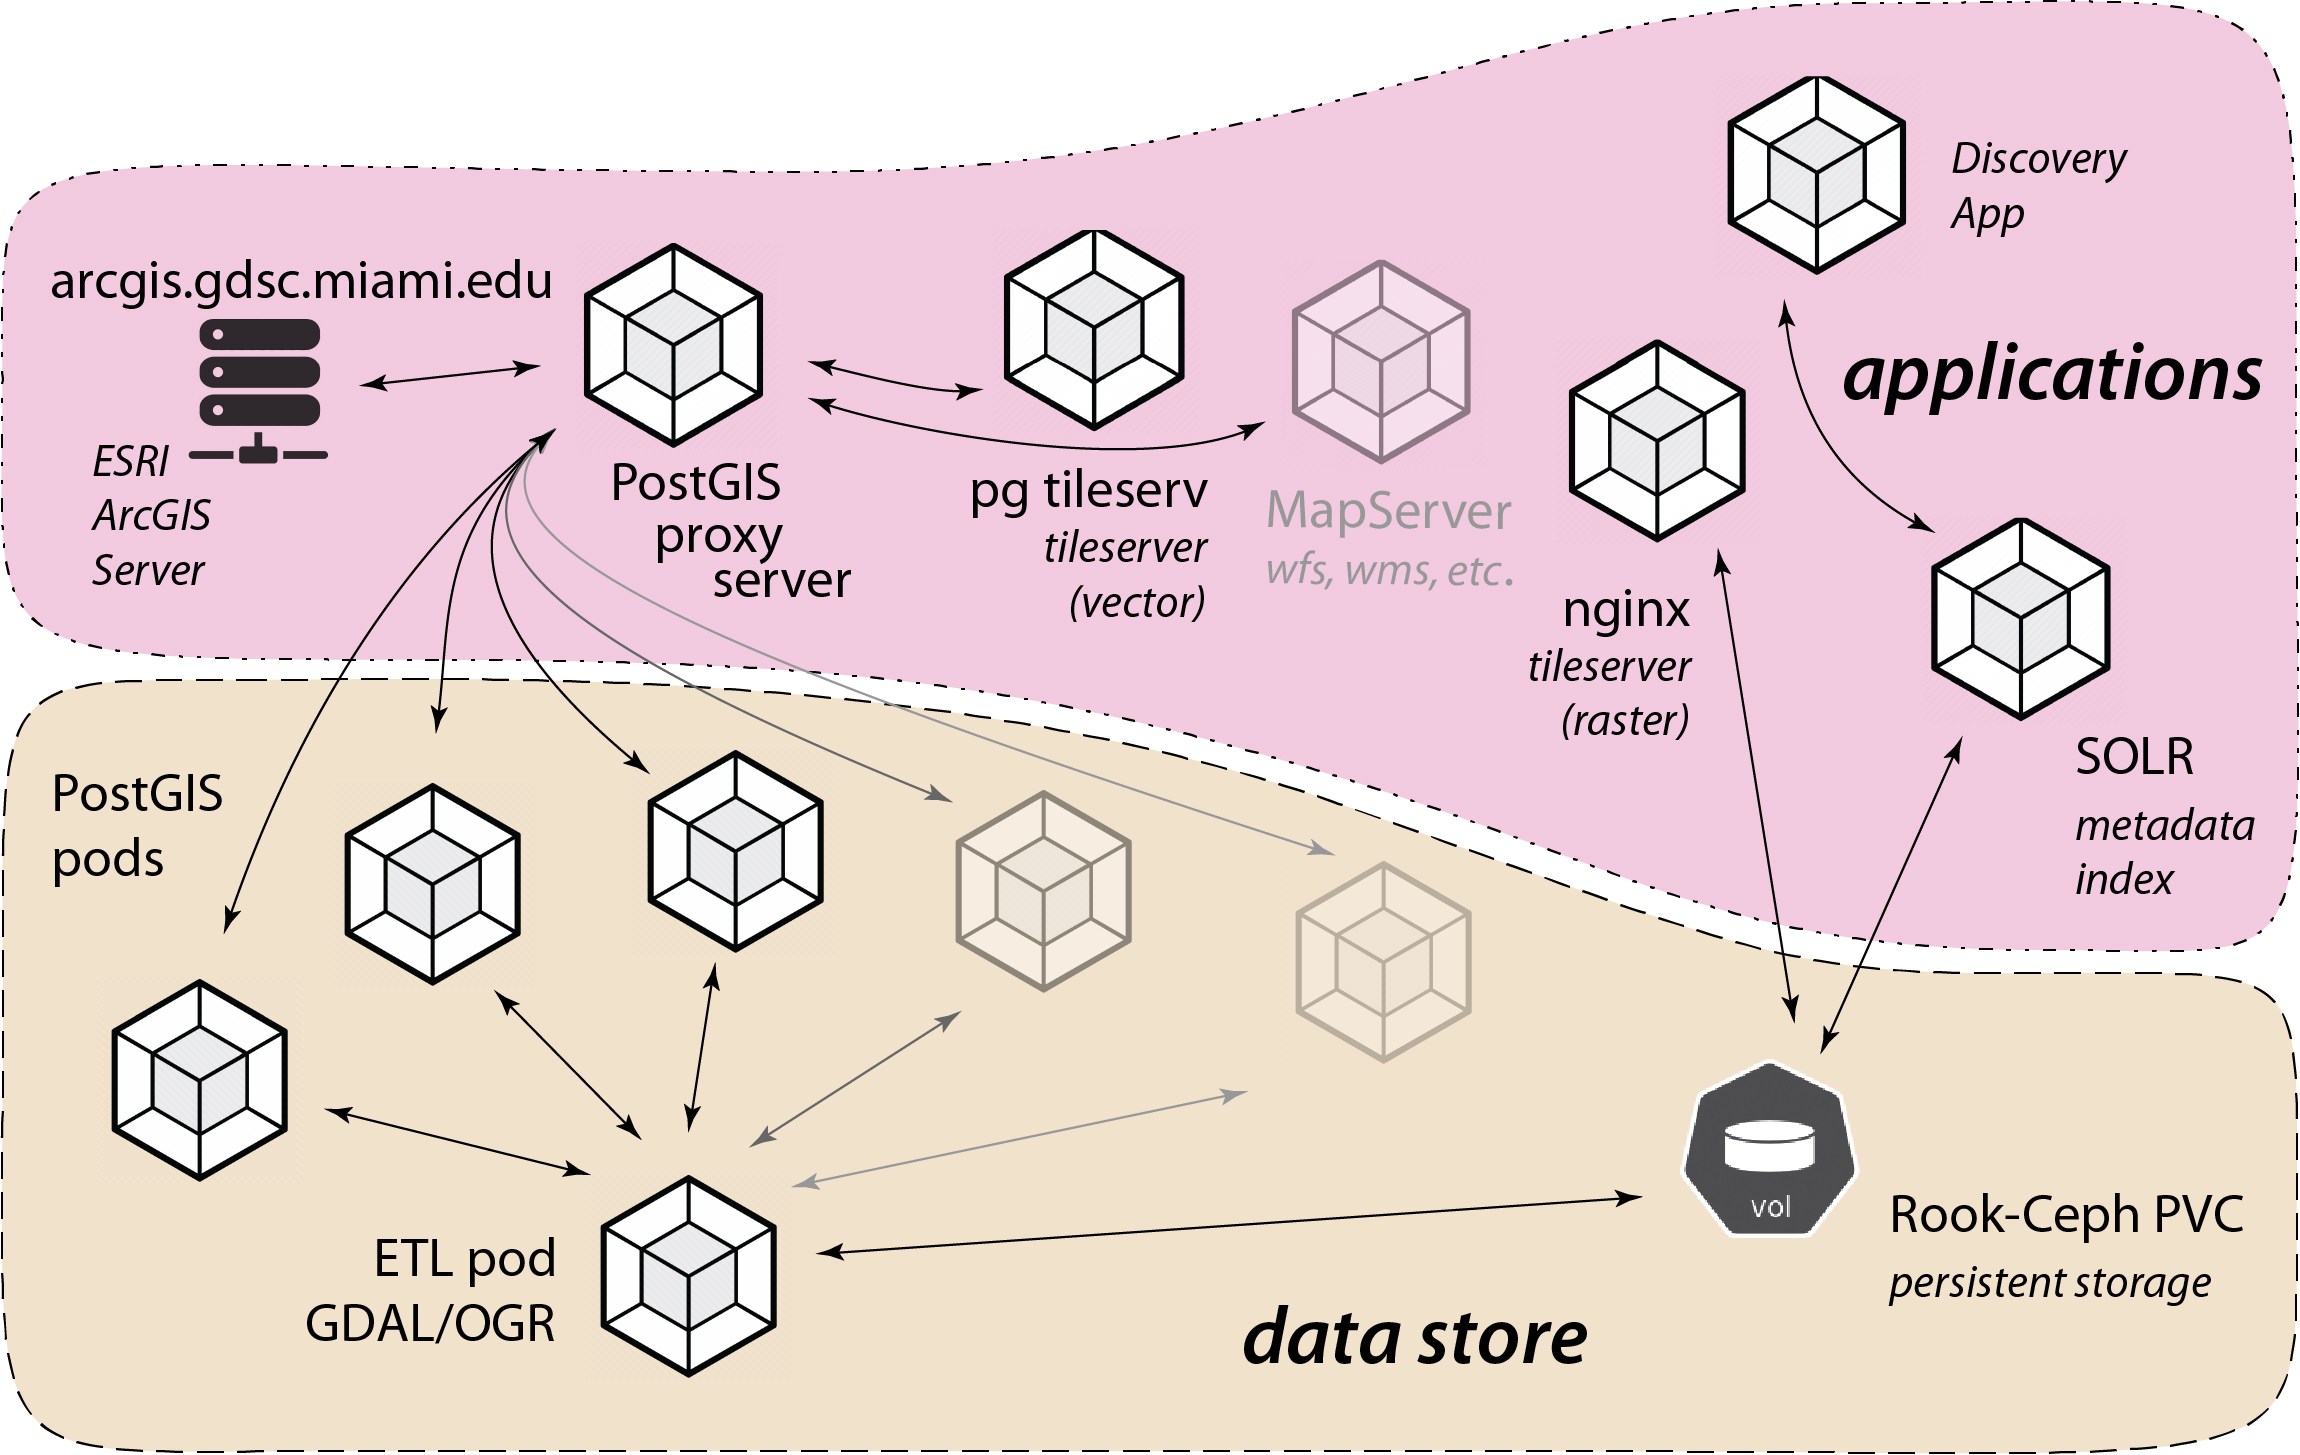 Discovery
App
arcgis.gdsc.miami.edu
applications
ESRI
ArcGIS
Server
PostGIS
proxy
server
pg tileserv
tileserver
(vector)
MapServer
wfs, wms, etc.
nginx
tileserver
(raster)
SOLR
metadata
index
PostGIS
pods
vol
Rook-Ceph PVC
persistent storage
ETL pod
GDAL/OGR
data store